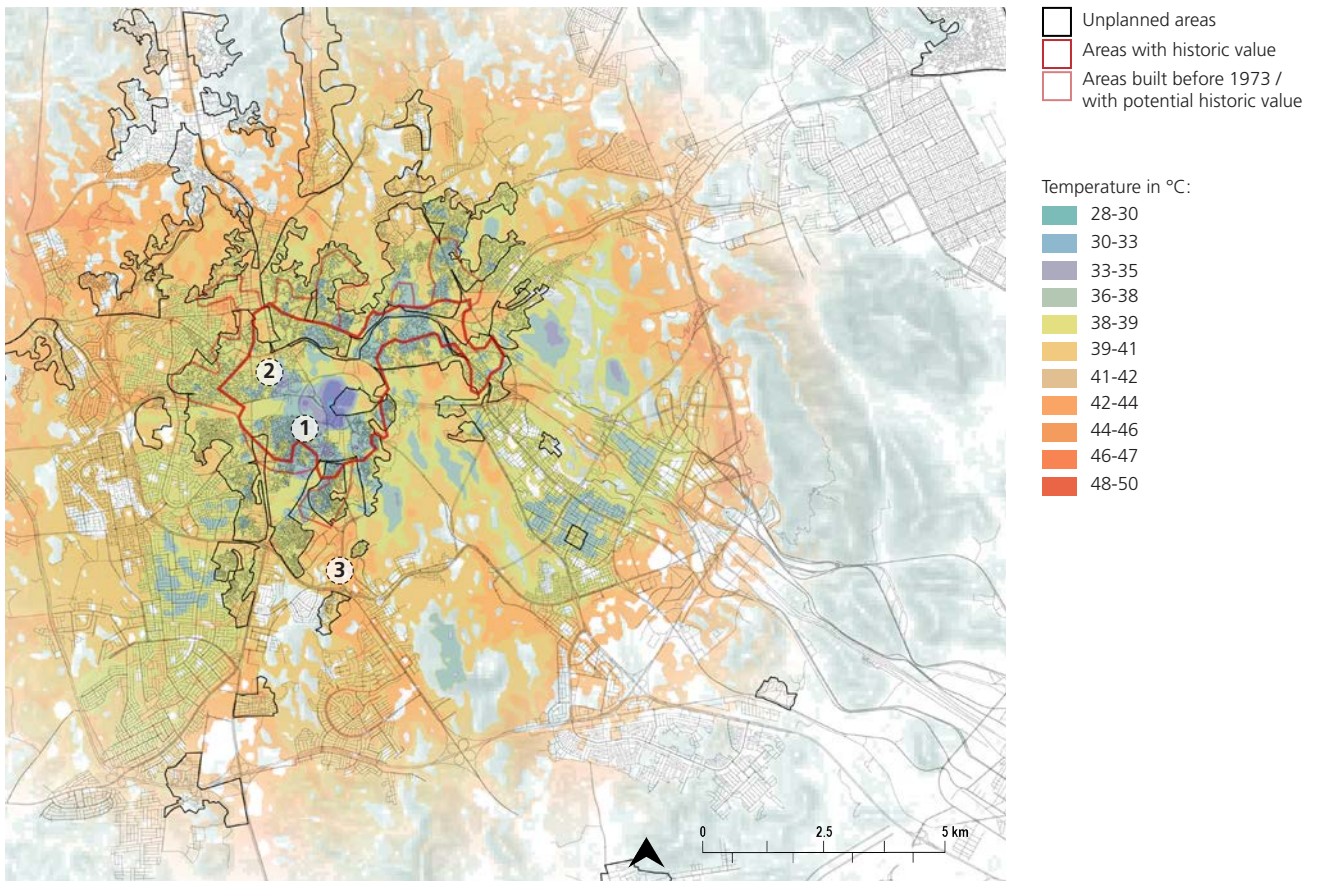 Unplanned areas
Areas with historic value
Areas built before 1973 /
with potential historic value
Temperature in °C:
28-30
30-33
33-35
36-38
38-39
39-41
41-42
42-44
44-46
46-47
48-50
2
1
3
0 2.5 5 km